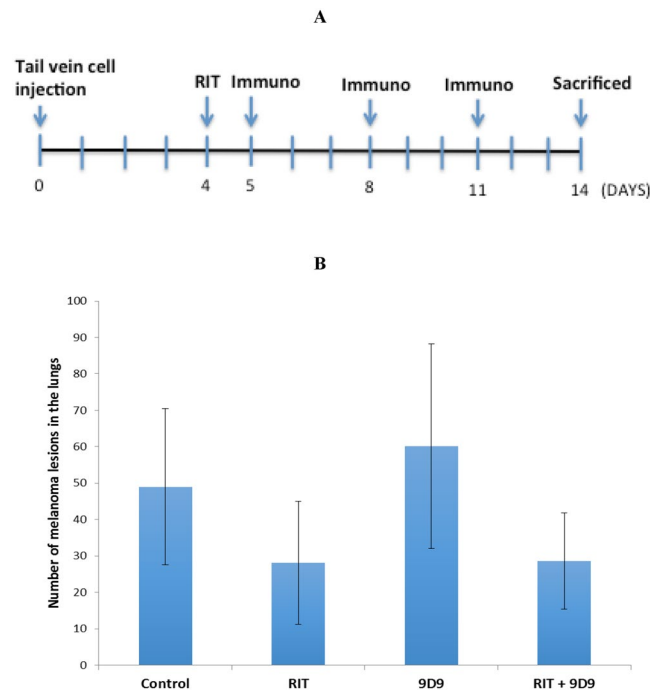 A
Tail vein cell
injection
RIT Immuno Immuno Immuno Sacrificed
0 4 5 8 11 14 (DAYS)
B
Number of melanoma lesions in the lungs
100
90
80
70
60
50
40
30
20
10
0
Control RIT 9D9 RIT + 9D9